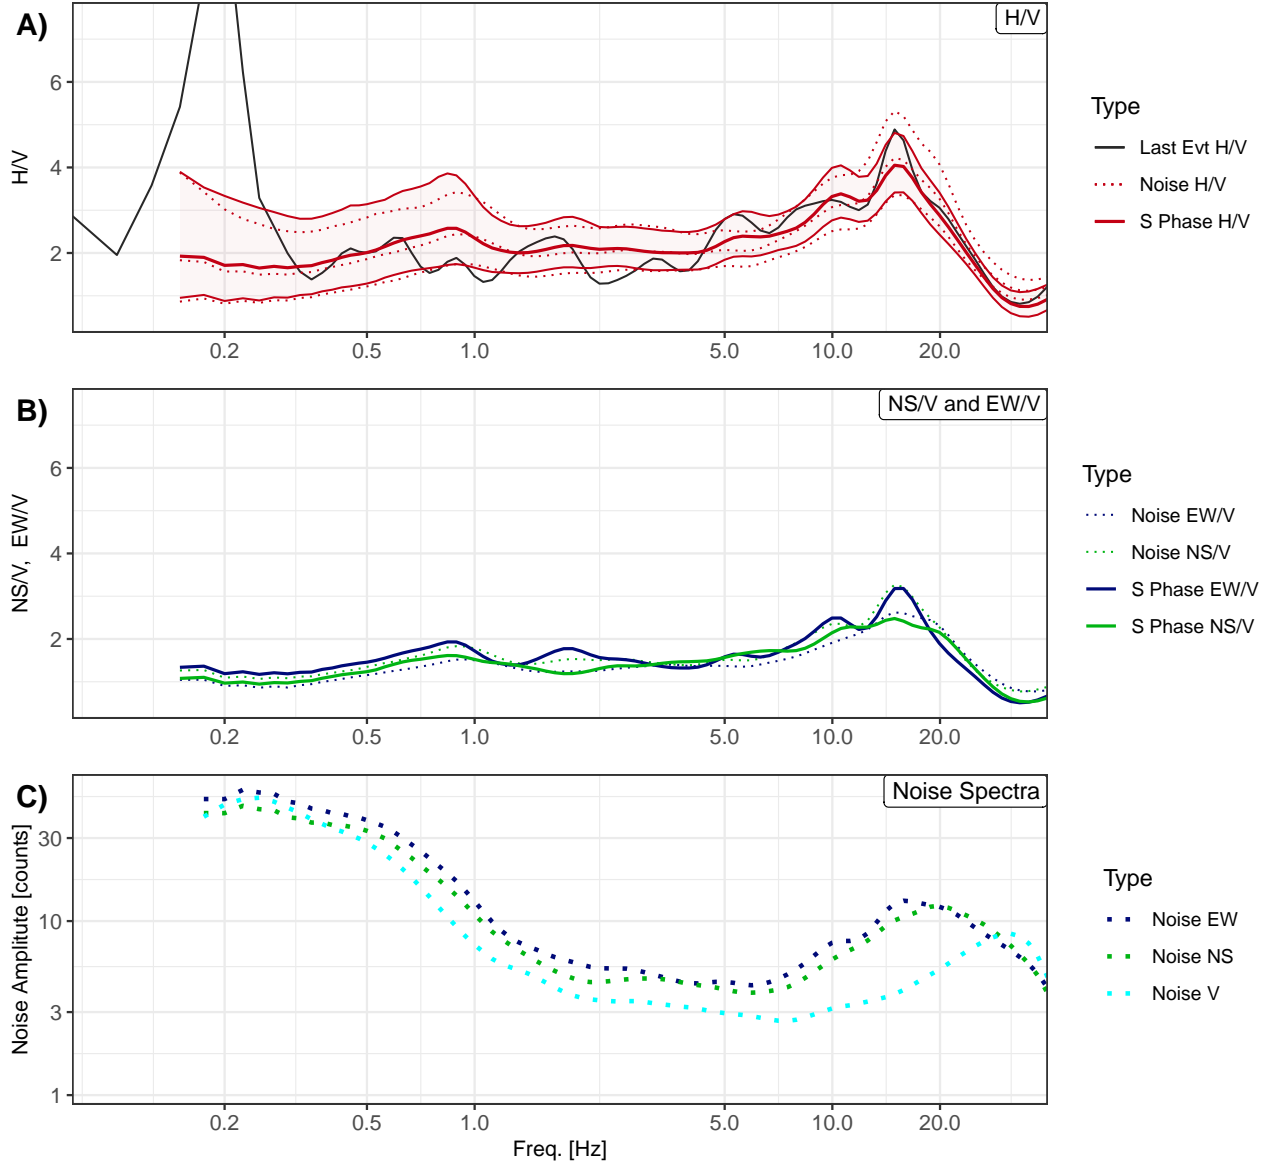 A)
H/V
6
4
2
H/V
0.2
0.5
1.0
5.0
10.0
20.0
Type
Last Evt H/V
Noise H/V
S Phase H/V
B)
NS/V and EW/V
6
4
2
NS/V, EW/V
0.2
0.5
1.0
5.0
10.0
20.0
Type
Noise EW/V
Noise NS/V
S Phase EW/V
S Phase NS/V
C)
Noise Spectra
30
10
3
1
Noise Amplitute [counts]
0.2
0.5
1.0
5.0
10.0
20.0
Freq. [Hz]
Type
Noise EW
Noise NS
Noise V